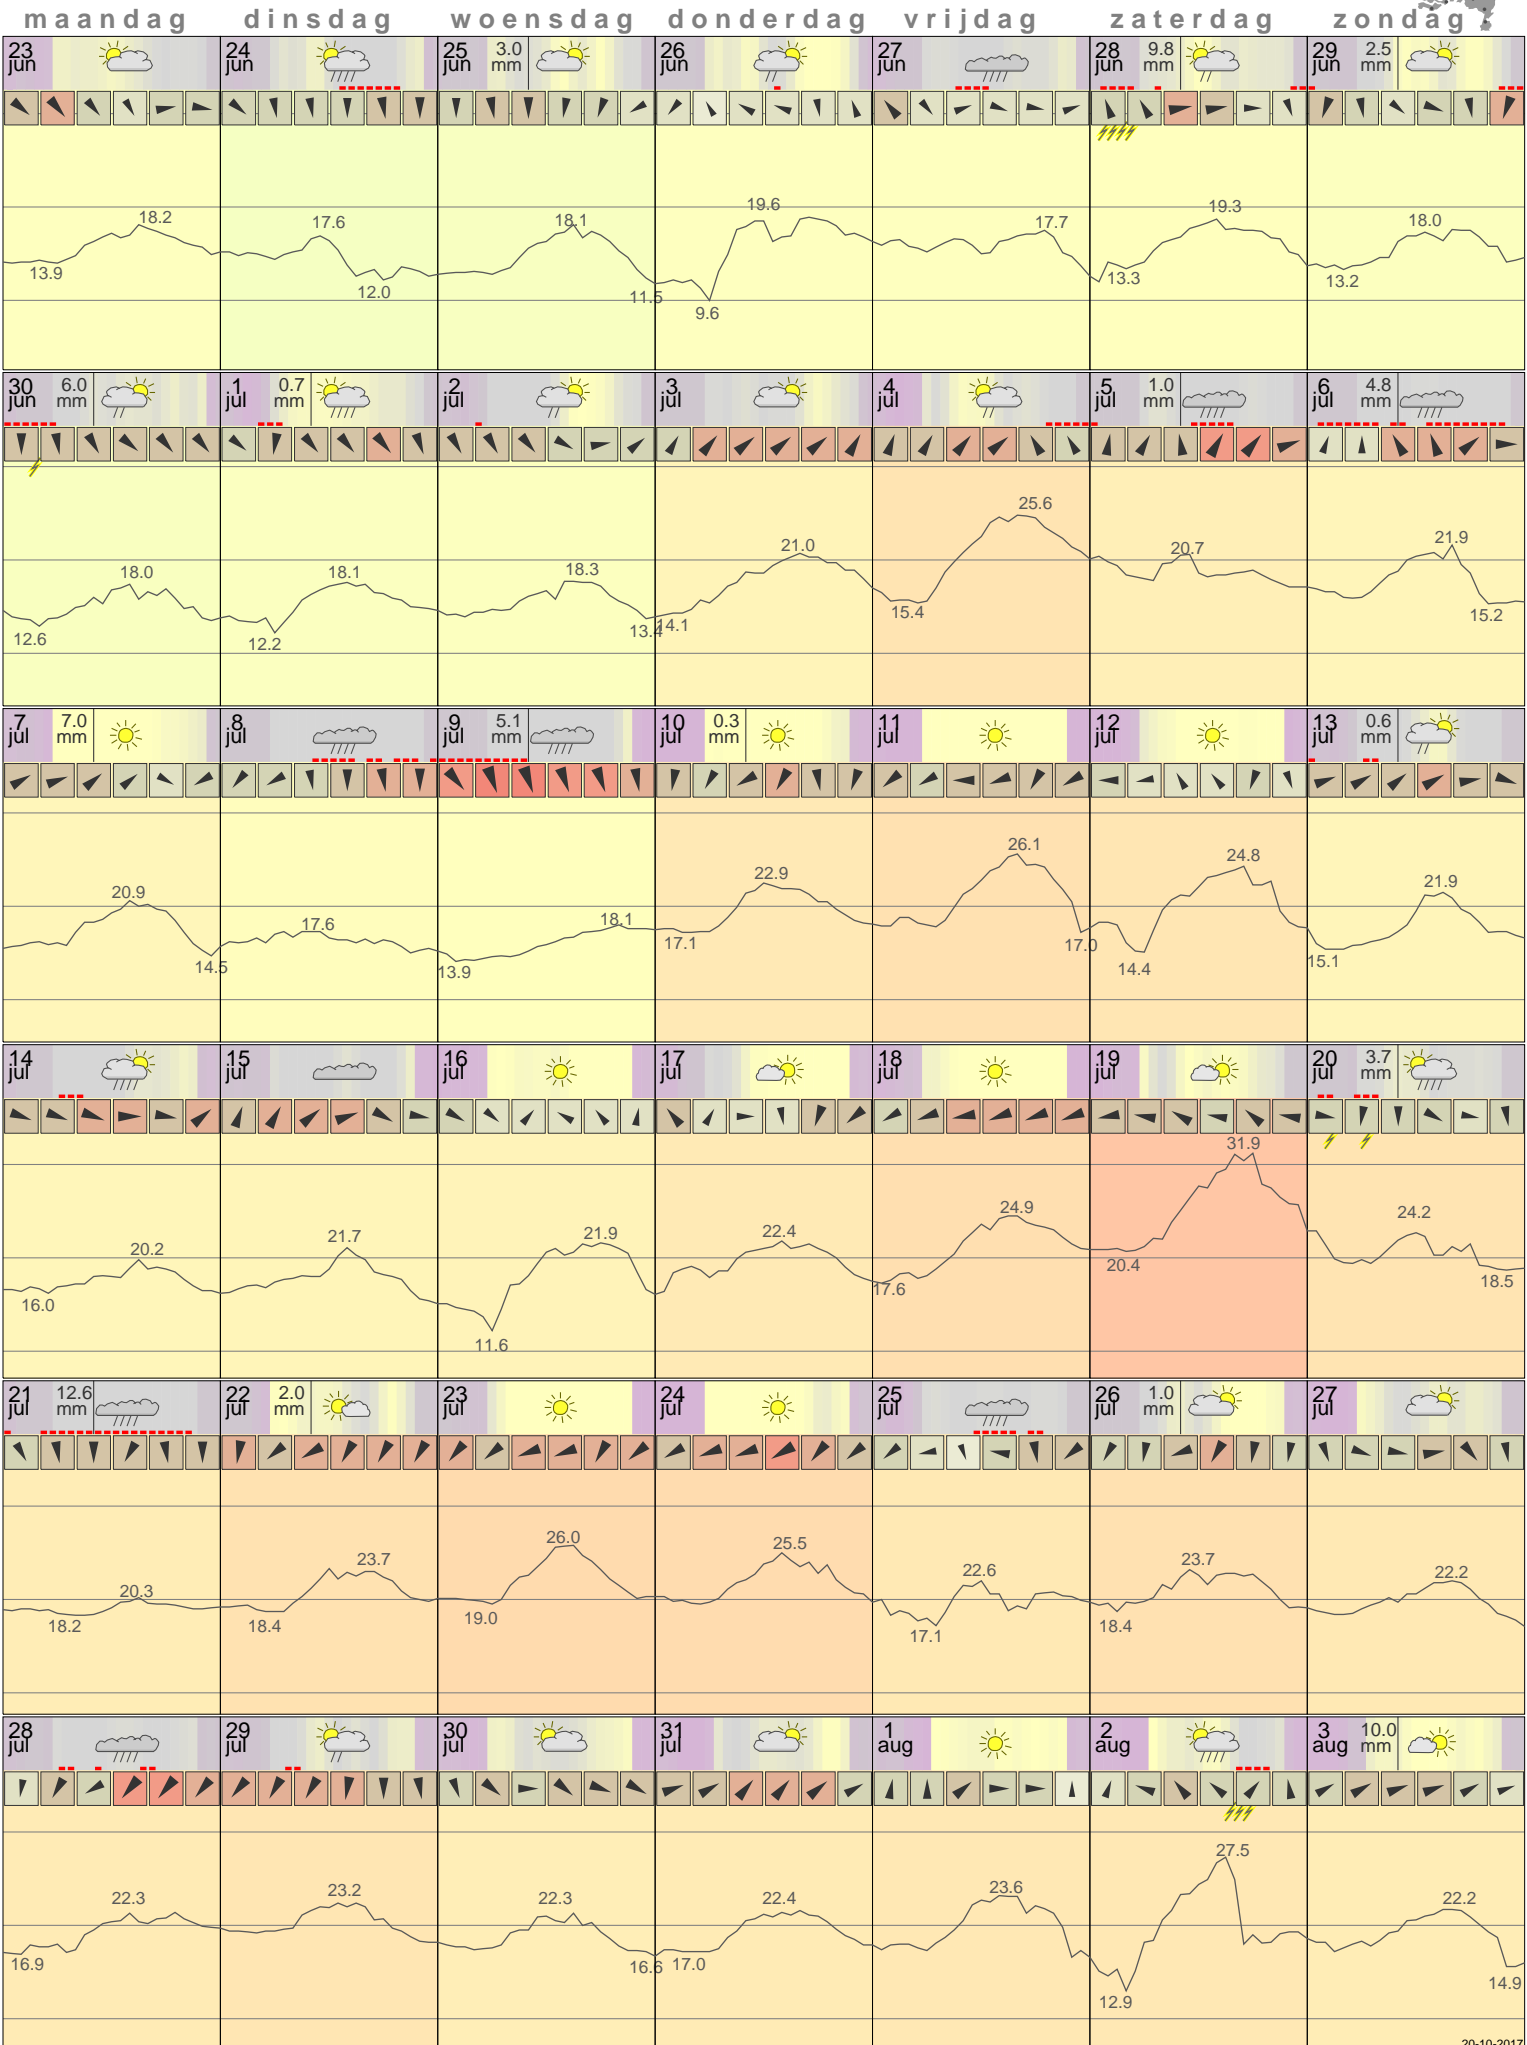 maandag dinsdag woensdag donderdag vrijdag zaterdag zondag
23 jun 24 jun 25 jun 3.0 mm 26 jun 27 jun 28 jun 9.8 mm 29 jun 2.5 mm
18.2 17.6 18.1 19.6 17.7 19.3 18.0
13.9 12.0 11.5 9.6 13.3 13.2
30 jun 6.0 mm 1 jul 0.7 mm 2 jul 3 jul 4 jul 5 jul 1.0 mm 6 jul 4.8 mm
18.0 18.1 18.3 21.0 25.6 20.7 21.9
12.6 12.2 13.4 14.1 15.4 15.2
7 jul 7.0 mm 8 jul 9 jul 5.1 mm 10 jul 0.3 mm 11 jul 12 jul 13 jul 0.6 mm
20.9 17.6 18.1 22.9 26.1 24.8 21.9
14.5 13.9 17.1 17.0 14.4 15.1
14 jul 15 jul 16 jul 17 jul 18 jul 19 jul 20 jul 3.7 mm
20.2 21.7 21.9 22.4 24.9 31.9 24.2
16.0 11.6 17.6 20.4 18.5
21 jul 12.6 mm 22 jul 2.0 mm 23 jul 24 jul 25 jul 26 jul 1.0 mm 27 jul
20.3 23.7 26.0 25.5 22.6 23.7 22.2
18.2 18.4 19.0 17.1 18.4
28 jul 29 jul 30 jul 31 jul 1 aug 2 aug 3 aug 10.0 mm
22.3 23.2 22.3 22.4 23.6 27.5 22.2
16.9 16.6 17.0 12.9 14.9
20-10-2017